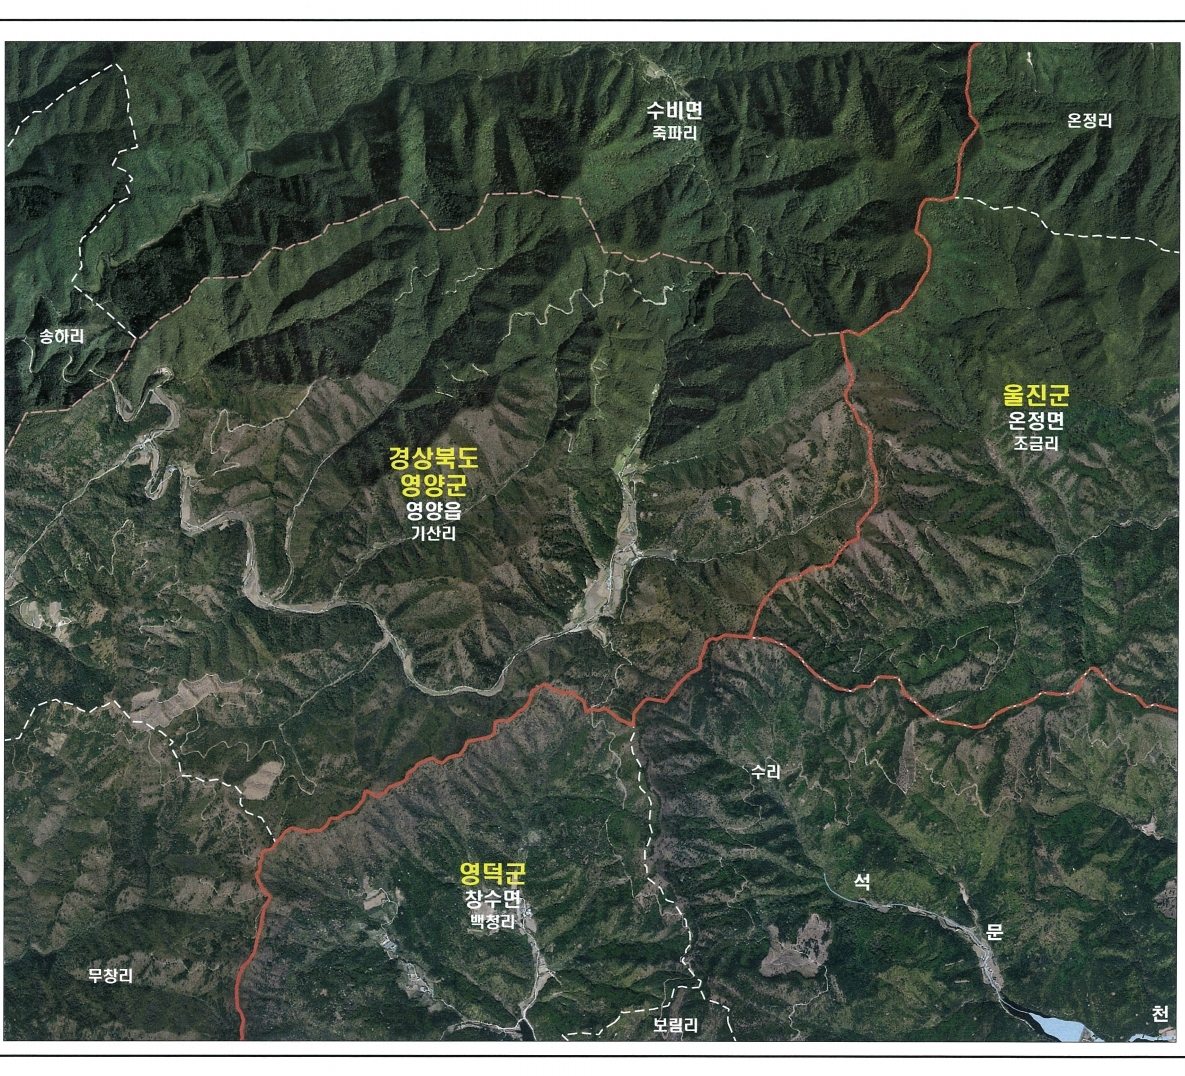 수비면
죽파리
온정리
송하리
울진군
온정면
조금리
경상북도
영양군
영양읍
기산리
수리
영덕군
창수면
백청리
석
문
무창리
천
보림리